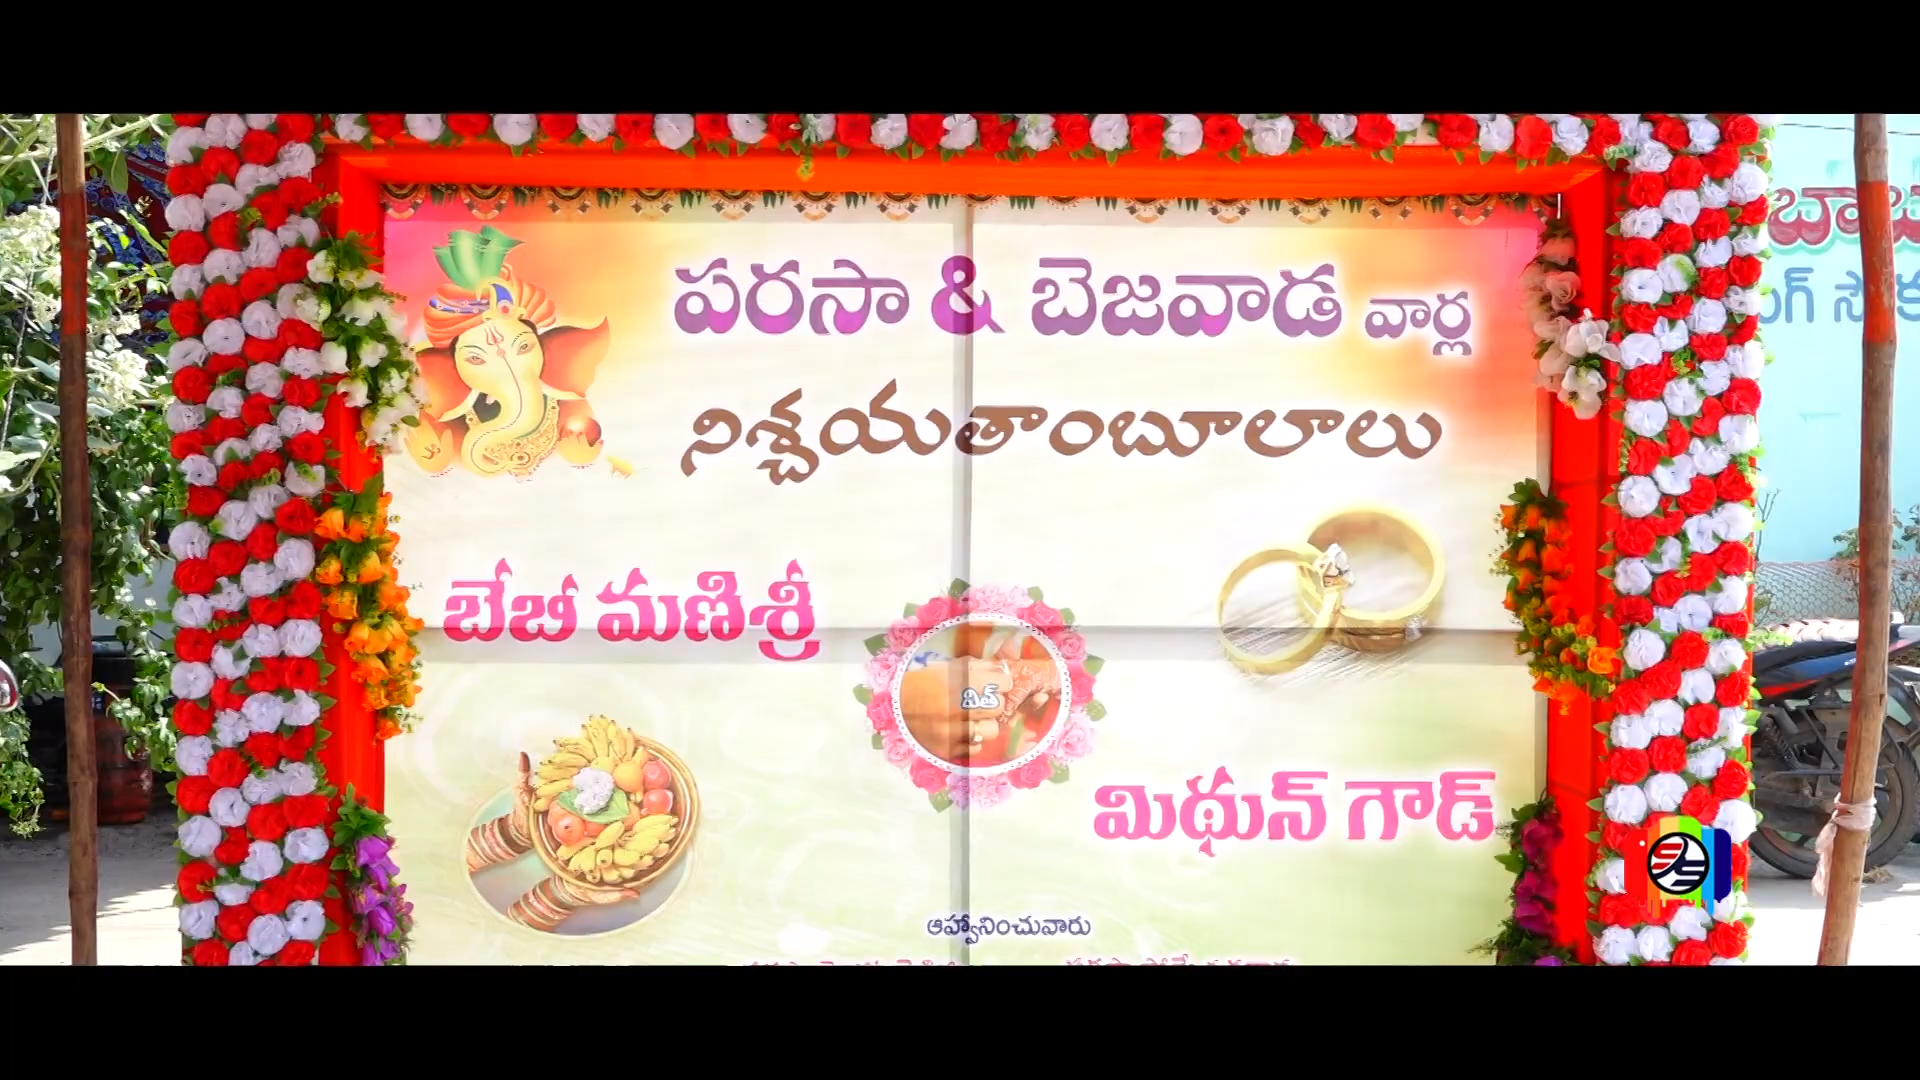 పరసా & బెజవాడ వార్ల
నిశ్చయతాంబూలాలు
బేబీ మణిశ్రీ
విత్
మిథున్ గౌడ్
ఆహ్వానించువారు